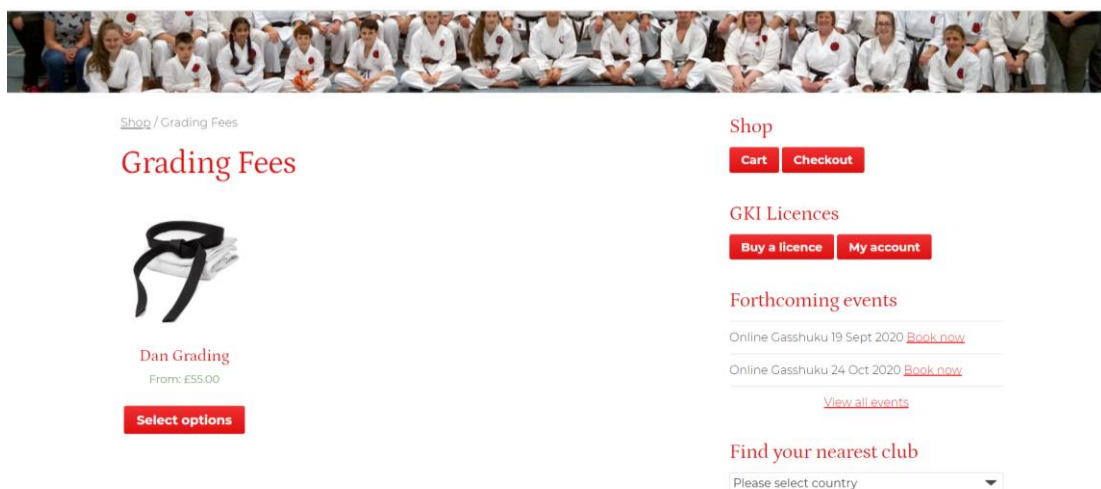 Shop / Grading Fees
Grading Fees
Dan Grading
From: £55.00
Select options
Shop
Cart Checkout
GKI Licences
Buy a licence My account
Forthcoming events
Online Gasshuku 19 Sept 2020 Book now
Online Gasshuku 24 Oct 2020 Book now
View all events
Find your nearest club
Please select country